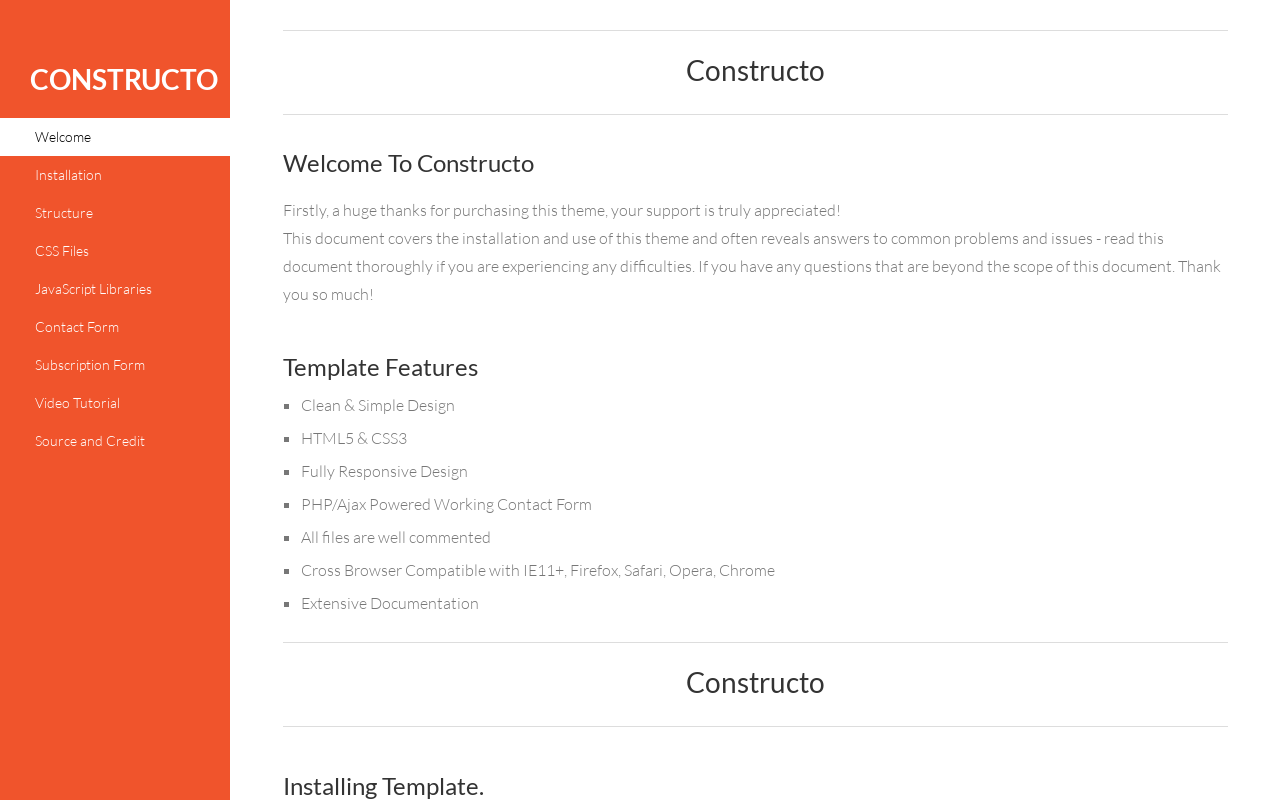 CONSTRUCTO
Welcome
Installation
Structure
CSS Files
JavaScript Libraries
Contact Form
Subscription Form
Video Tutorial
Source and Credit
Constructo
Welcome To Constructo
Firstly, a huge thanks for purchasing this theme, your support is truly appreciated!
This document covers the installation and use of this theme and often reveals answers to common problems and issues - read this
document thoroughly if you are experiencing any difficulties. If you have any questions that are beyond the scope of this document. Thank
you so much!
Template Features
Clean & Simple Design
HTML5 & CSS3
Fully Responsive Design
PHP/Ajax Powered Working Contact Form
All files are well commented
Cross Browser Compatible with IE11+, Firefox, Safari, Opera, Chrome
Extensive Documentation
Constructo
Installing Template.